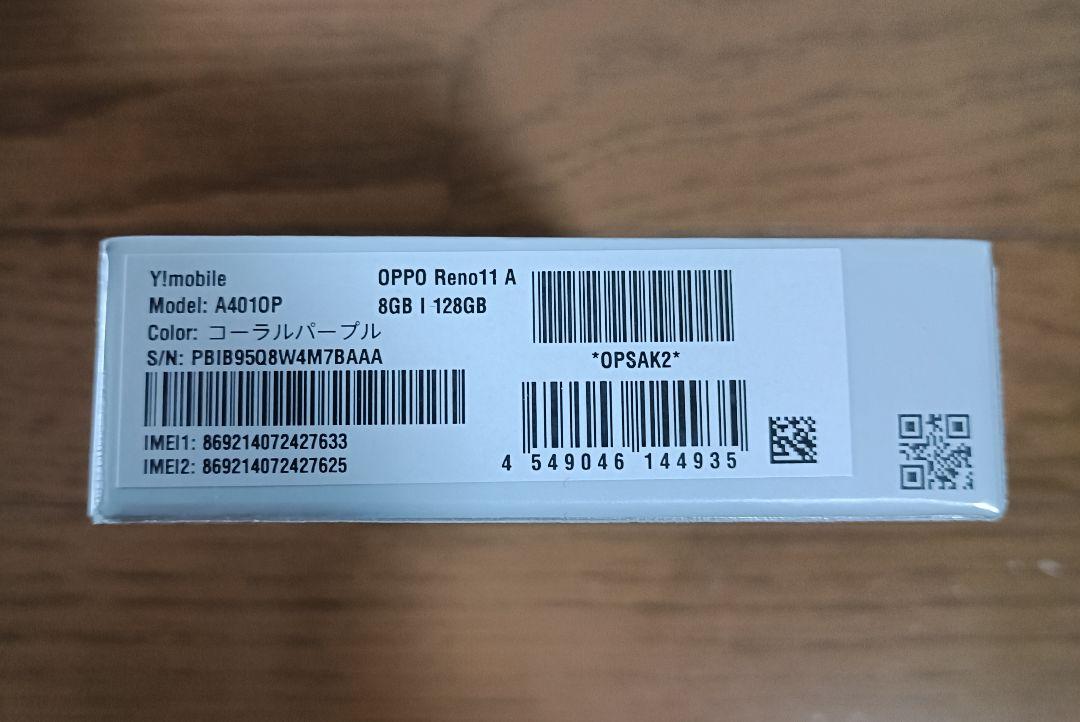 Y!mobile OPPO Reno11 A
Model: A401OP 8GB | 128GB
Color: コーラルパープル
S/N: PBIB95Q8W4M7BAAA
*OPSAK2*
IMEI1: 869214072427633
IMEI2: 869214072427625
4 549046 144935